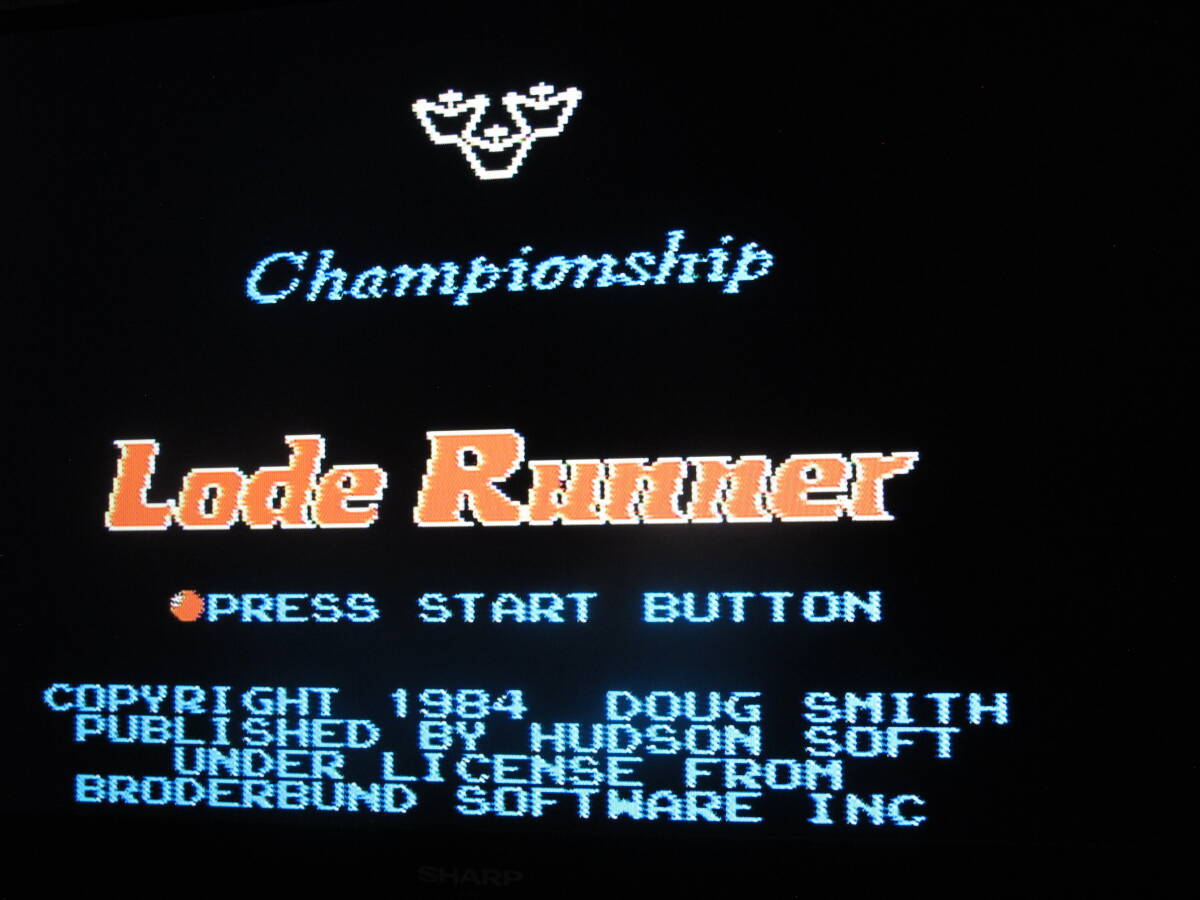 Championship
Lode Runner
PRESS START BUTTON
COPYRIGHT 1984 DOUG SMITH
PUBLISHED BY HUDSON SOFT
UNDER LICENSE FROM
BRODERBUND SOFTWARE INC
SHARP